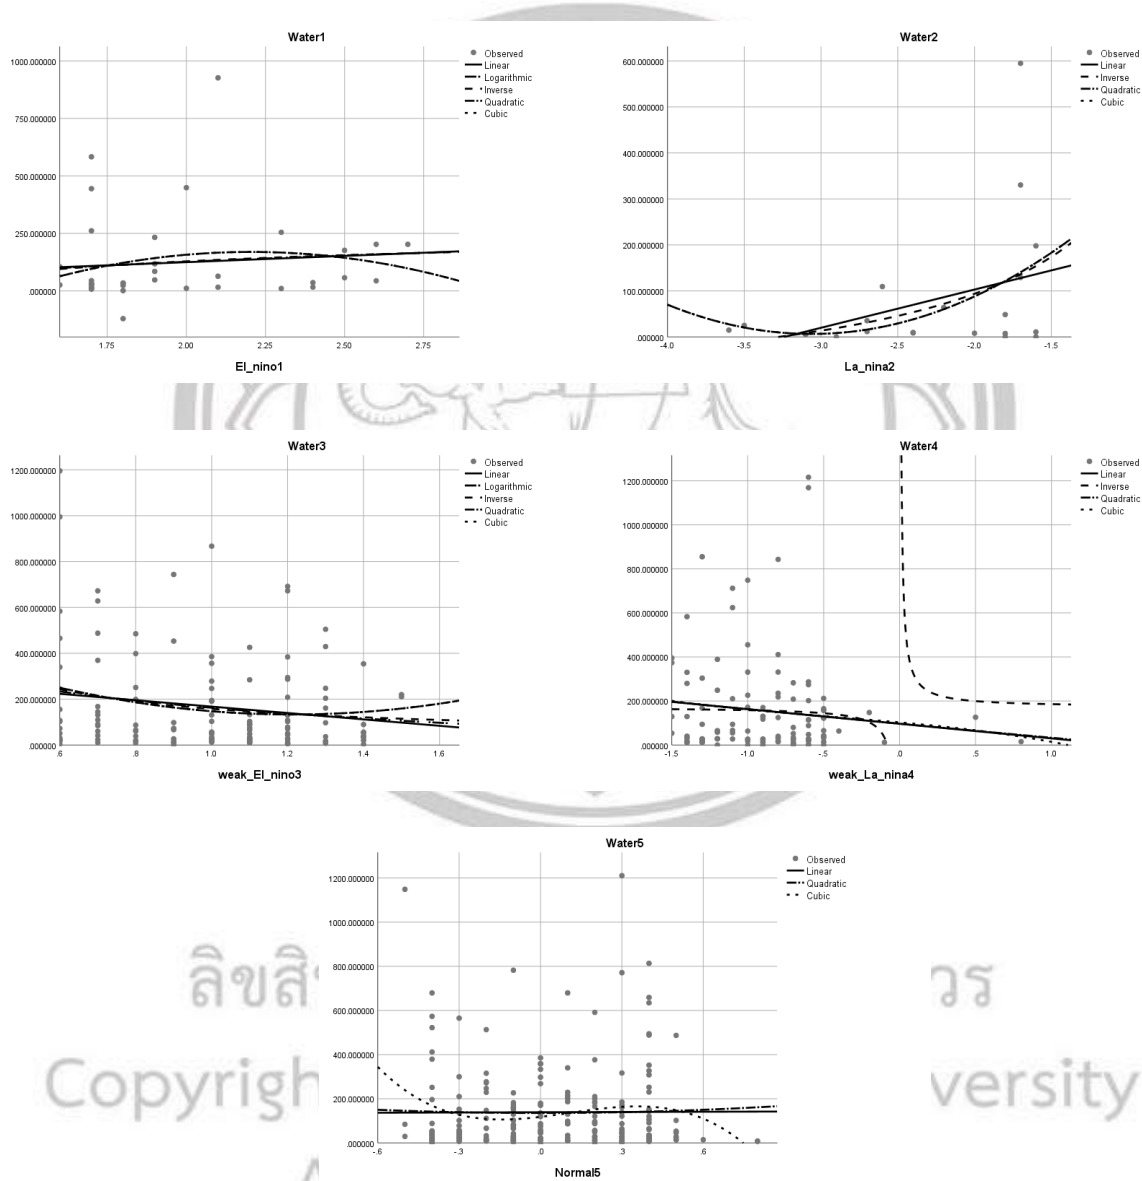 Water1
1000.000000
750.000000
500.000000
250.000000
.000000
1.75 2.00 2.25 2.50 2.75
El_nino1
Observed
Linear
Logarithmic
Inverse
Quadratic
Cubic
Water2
600.000000
500.000000
400.000000
300.000000
200.000000
100.000000
.000000
-4.0 -3.5 -3.0 -2.5 -2.0 -1.5
La_nina2
Observed
Linear
Inverse
Quadratic
Cubic
Water3
1200.000000
1000.000000
800.000000
600.000000
400.000000
200.000000
.000000
.6 .8 1.0 1.2 1.4 1.6
weak_El_nino3
Observed
Linear
Logarithmic
Inverse
Quadratic
Cubic
Water4
1200.000000
1000.000000
800.000000
600.000000
400.000000
200.000000
.000000
-1.5 -1.0 -.5 .0 .5 1.0
weak_La_nina4
Observed
Linear
Inverse
Quadratic
Cubic
Water5
1200.000000
1000.000000
800.000000
600.000000
400.000000
200.000000
.000000
-.6 -.3 .0 .3 .6
Normal5
Observed
Linear
Quadratic
Cubic
ลิขสิ วร
Copyrigh versity